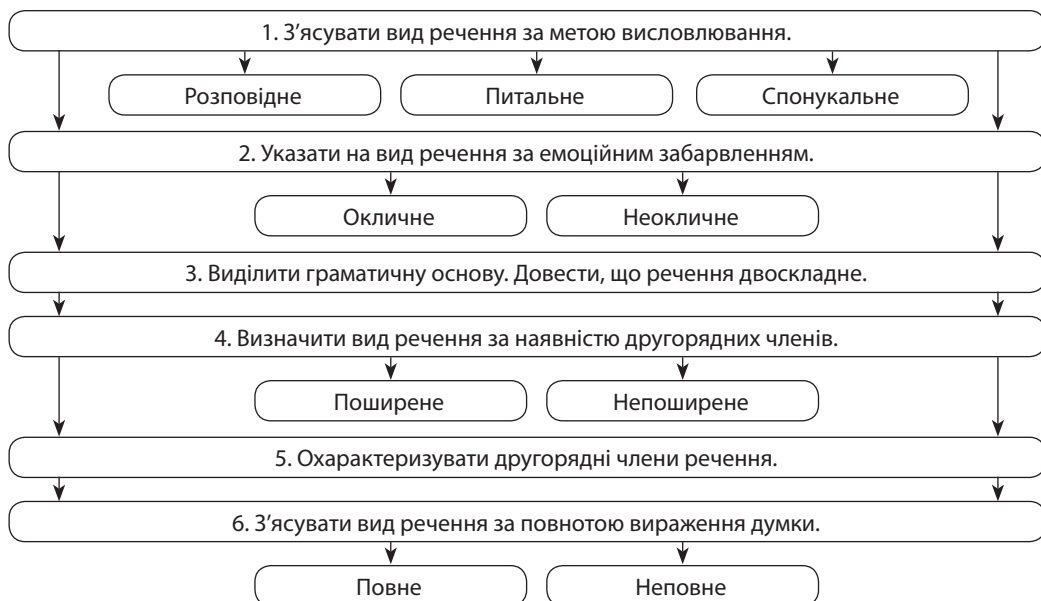 1. З’ясувати вид речення за метою висловлювання.
Розповідне Питальне Спонукальне
2. Указати на вид речення за емоційним забарвленням.
Окличне Неокличне
3. Виділити граматичну основу. Довести, що речення двоскладне.
4. Визначити вид речення за наявністю другорядних членів.
Поширене Непоширене
5. Охарактеризувати другорядні члени речення.
6. З’ясувати вид речення за повнотою вираження думки.
Повне Неповне